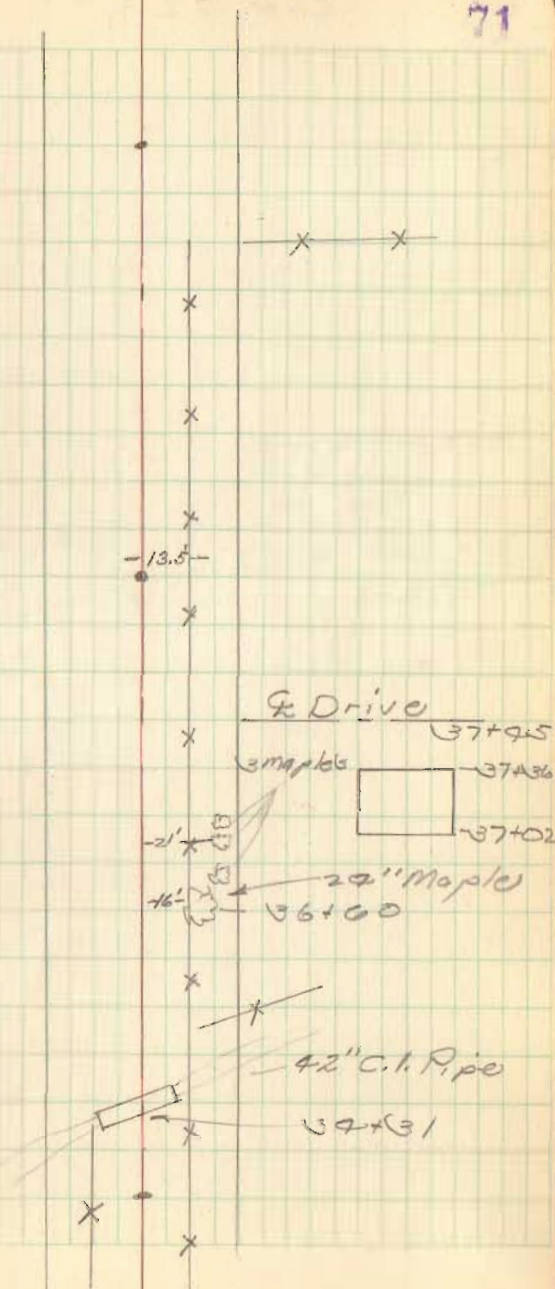 71
-13.5'-
℄ Drive
37+45
3 maples
37+36
37+02
-21'-
24" Maple
-16'-
36+60
42" C.I. Pipe
34+31